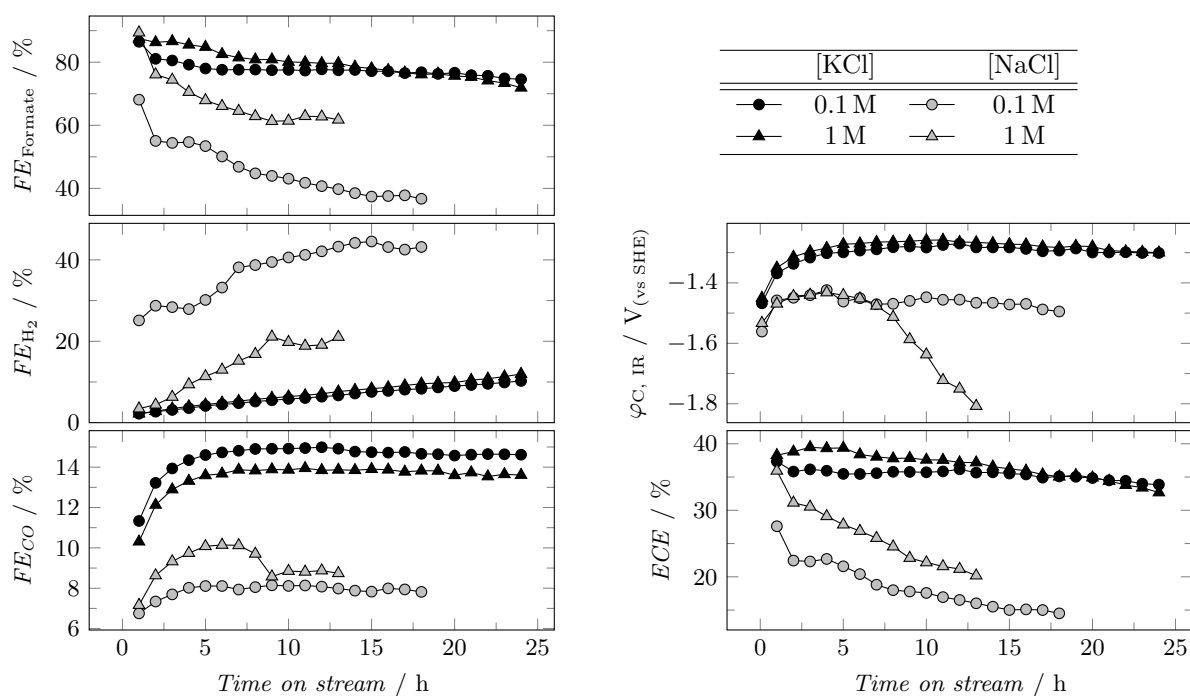 FE_Formate / %
80
60
40
FE_H2 / %
40
20
0
FE_CO / %
14
12
10
8
6
0 5 10 15 20 25
Time on stream / h
[KCl] [NaCl]
0.1 M 0.1 M
1 M 1 M
φ_C, IR / V_(vs SHE)
−1.4
−1.6
−1.8
ECE / %
40
30
20
0 5 10 15 20 25
Time on stream / h